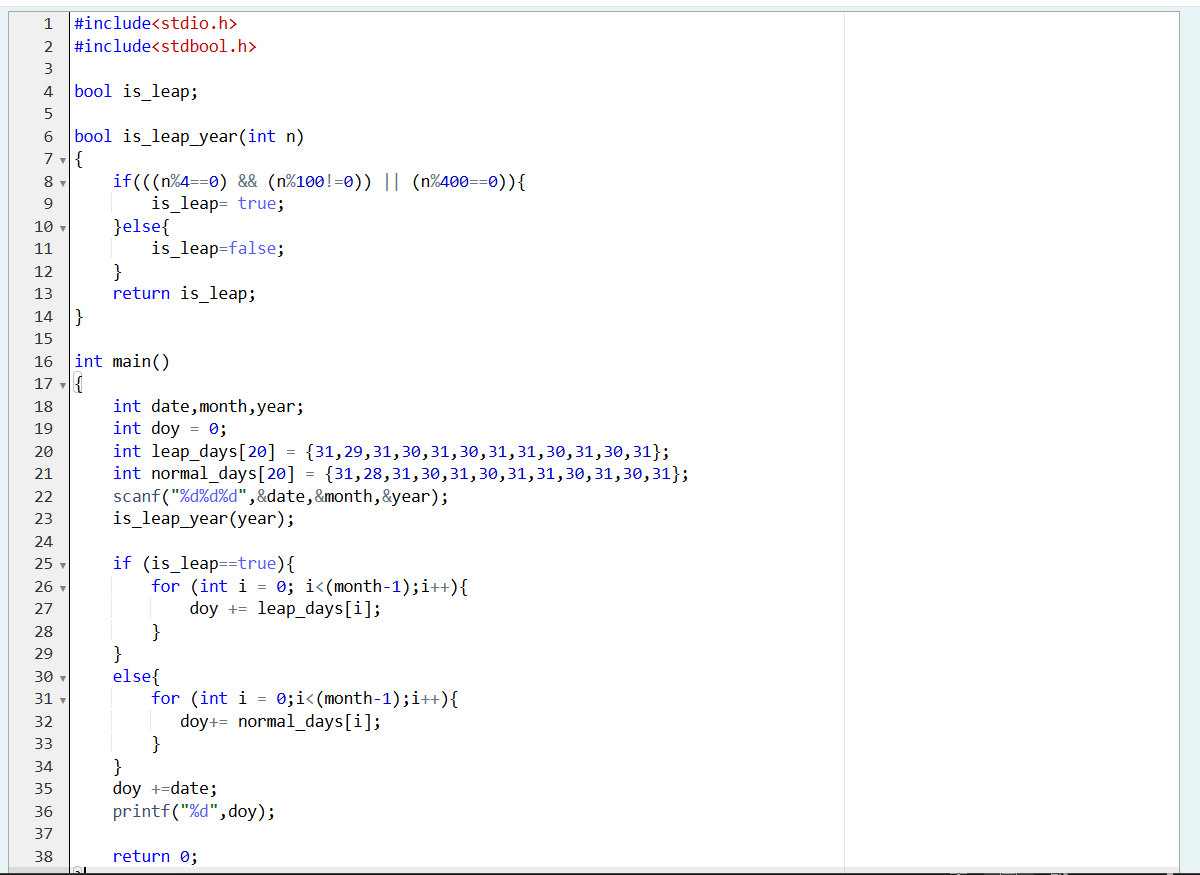 1 #include<stdio.h>
2 #include<stdbool.h>
3
4 bool is_leap;
5
6 bool is_leap_year(int n)
7 {
8     if(((n%4==0) && (n%100!=0)) || (n%400==0)){
9         is_leap= true;
10     }else{
11         is_leap=false;
12     }
13     return is_leap;
14 }
15
16 int main()
17 {
18     int date,month,year;
19     int doy = 0;
20     int leap_days[20] = {31,29,31,30,31,30,31,31,30,31,30,31};
21     int normal_days[20] = {31,28,31,30,31,30,31,31,30,31,30,31};
22     scanf("%d%d%d",&date,&month,&year);
23     is_leap_year(year);
24
25     if (is_leap==true){
26         for (int i = 0; i<(month-1);i++){
27             doy += leap_days[i];
28         }
29     }
30     else{
31         for (int i = 0;i<(month-1);i++){
32            doy+= normal_days[i];
33         }
34     }
35     doy +=date;
36     printf("%d",doy);
37
38     return 0;